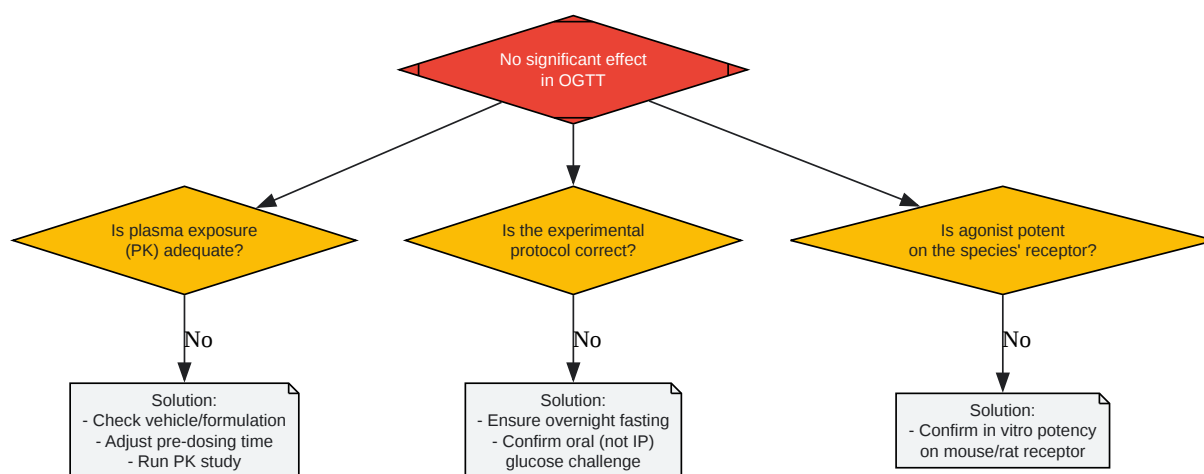 No significant effect
in OGTT
Is plasma exposure
(PK) adequate?
Is the experimental
protocol correct?
Is agonist potent
on the species' receptor?
No
No
No
Solution:
- Check vehicle/formulation
- Adjust pre-dosing time
- Run PK study
Solution:
- Ensure overnight fasting
- Confirm oral (not IP)
glucose challenge
Solution:
- Confirm in vitro potency
on mouse/rat receptor